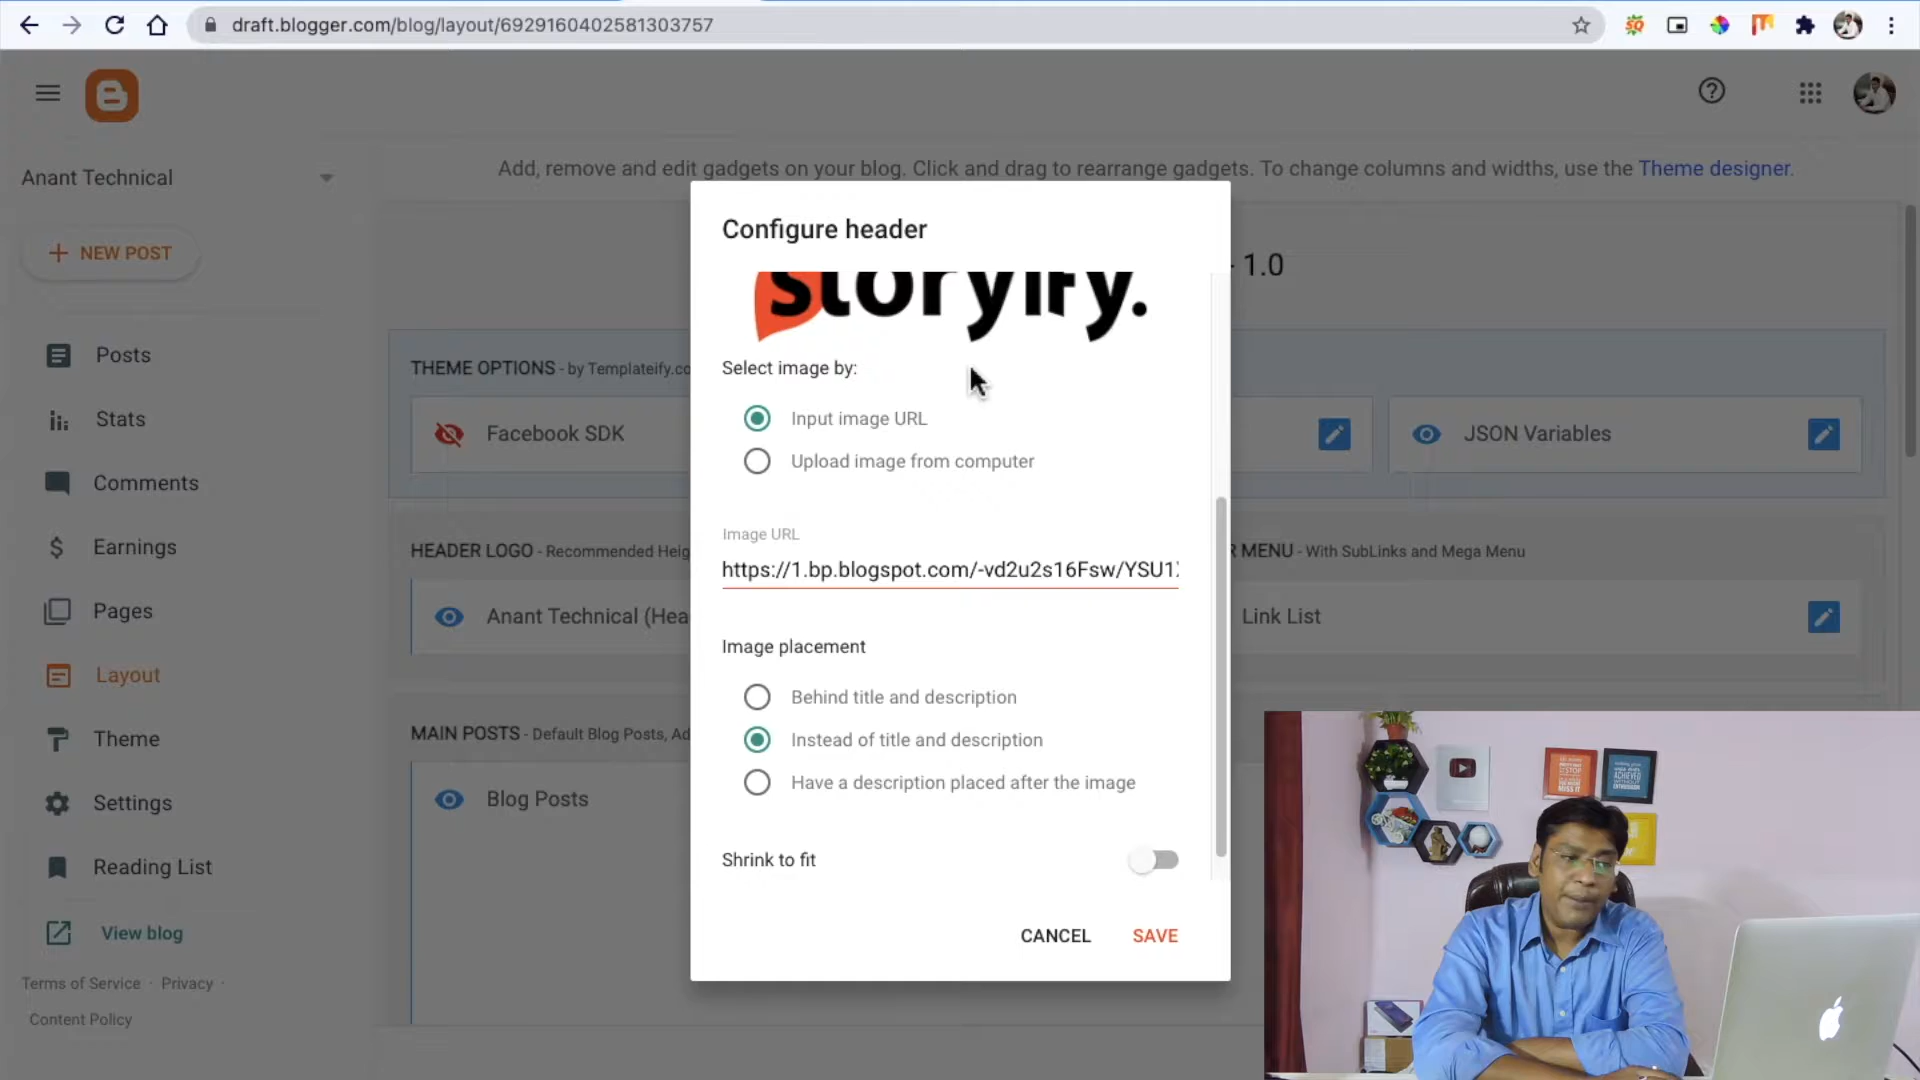 draft.blogger.com/blog/layout/6929160402581303757
SQ
Add, remove and edit gadgets on your blog. Click and drag to rearrange gadgets. To change columns and widths, use the Theme designer.
Anant Technical
+ NEW POST
Posts
Stats
Comments
Earnings
Pages
Layout
Theme
Settings
Reading List
View blog
Terms of Service · Privacy ·
Content Policy
1.0
THEME OPTIONS - by Templateify.co
Facebook SDK
JSON Variables
HEADER LOGO - Recommended Heig
MENU - With SubLinks and Mega Menu
Anant Technical (Hea
Link List
MAIN POSTS - Default Blog Posts, Ad
Blog Posts
Configure header
storyify.
Select image by:
Input image URL
Upload image from computer
Image URL
https://1.bp.blogspot.com/-vd2u2s16Fsw/YSU1
Image placement
Behind title and description
Instead of title and description
Have a description placed after the image
Shrink to fit
CANCEL
SAVE